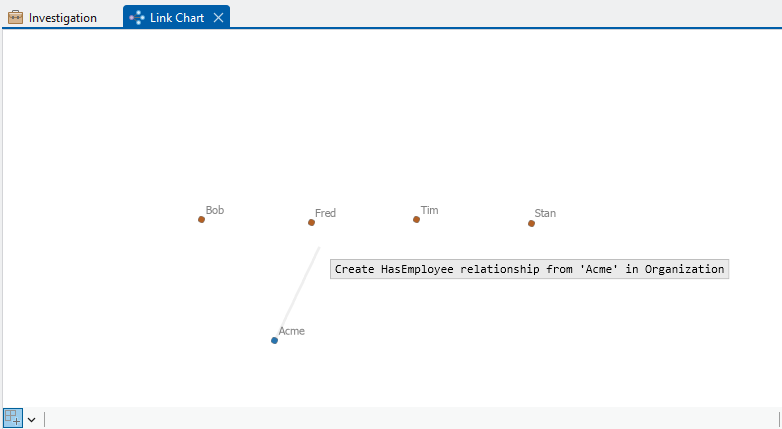 Investigation
Link Chart
Bob
Fred
Tim
Stan
Create HasEmployee relationship from 'Acme' in Organization
Acme